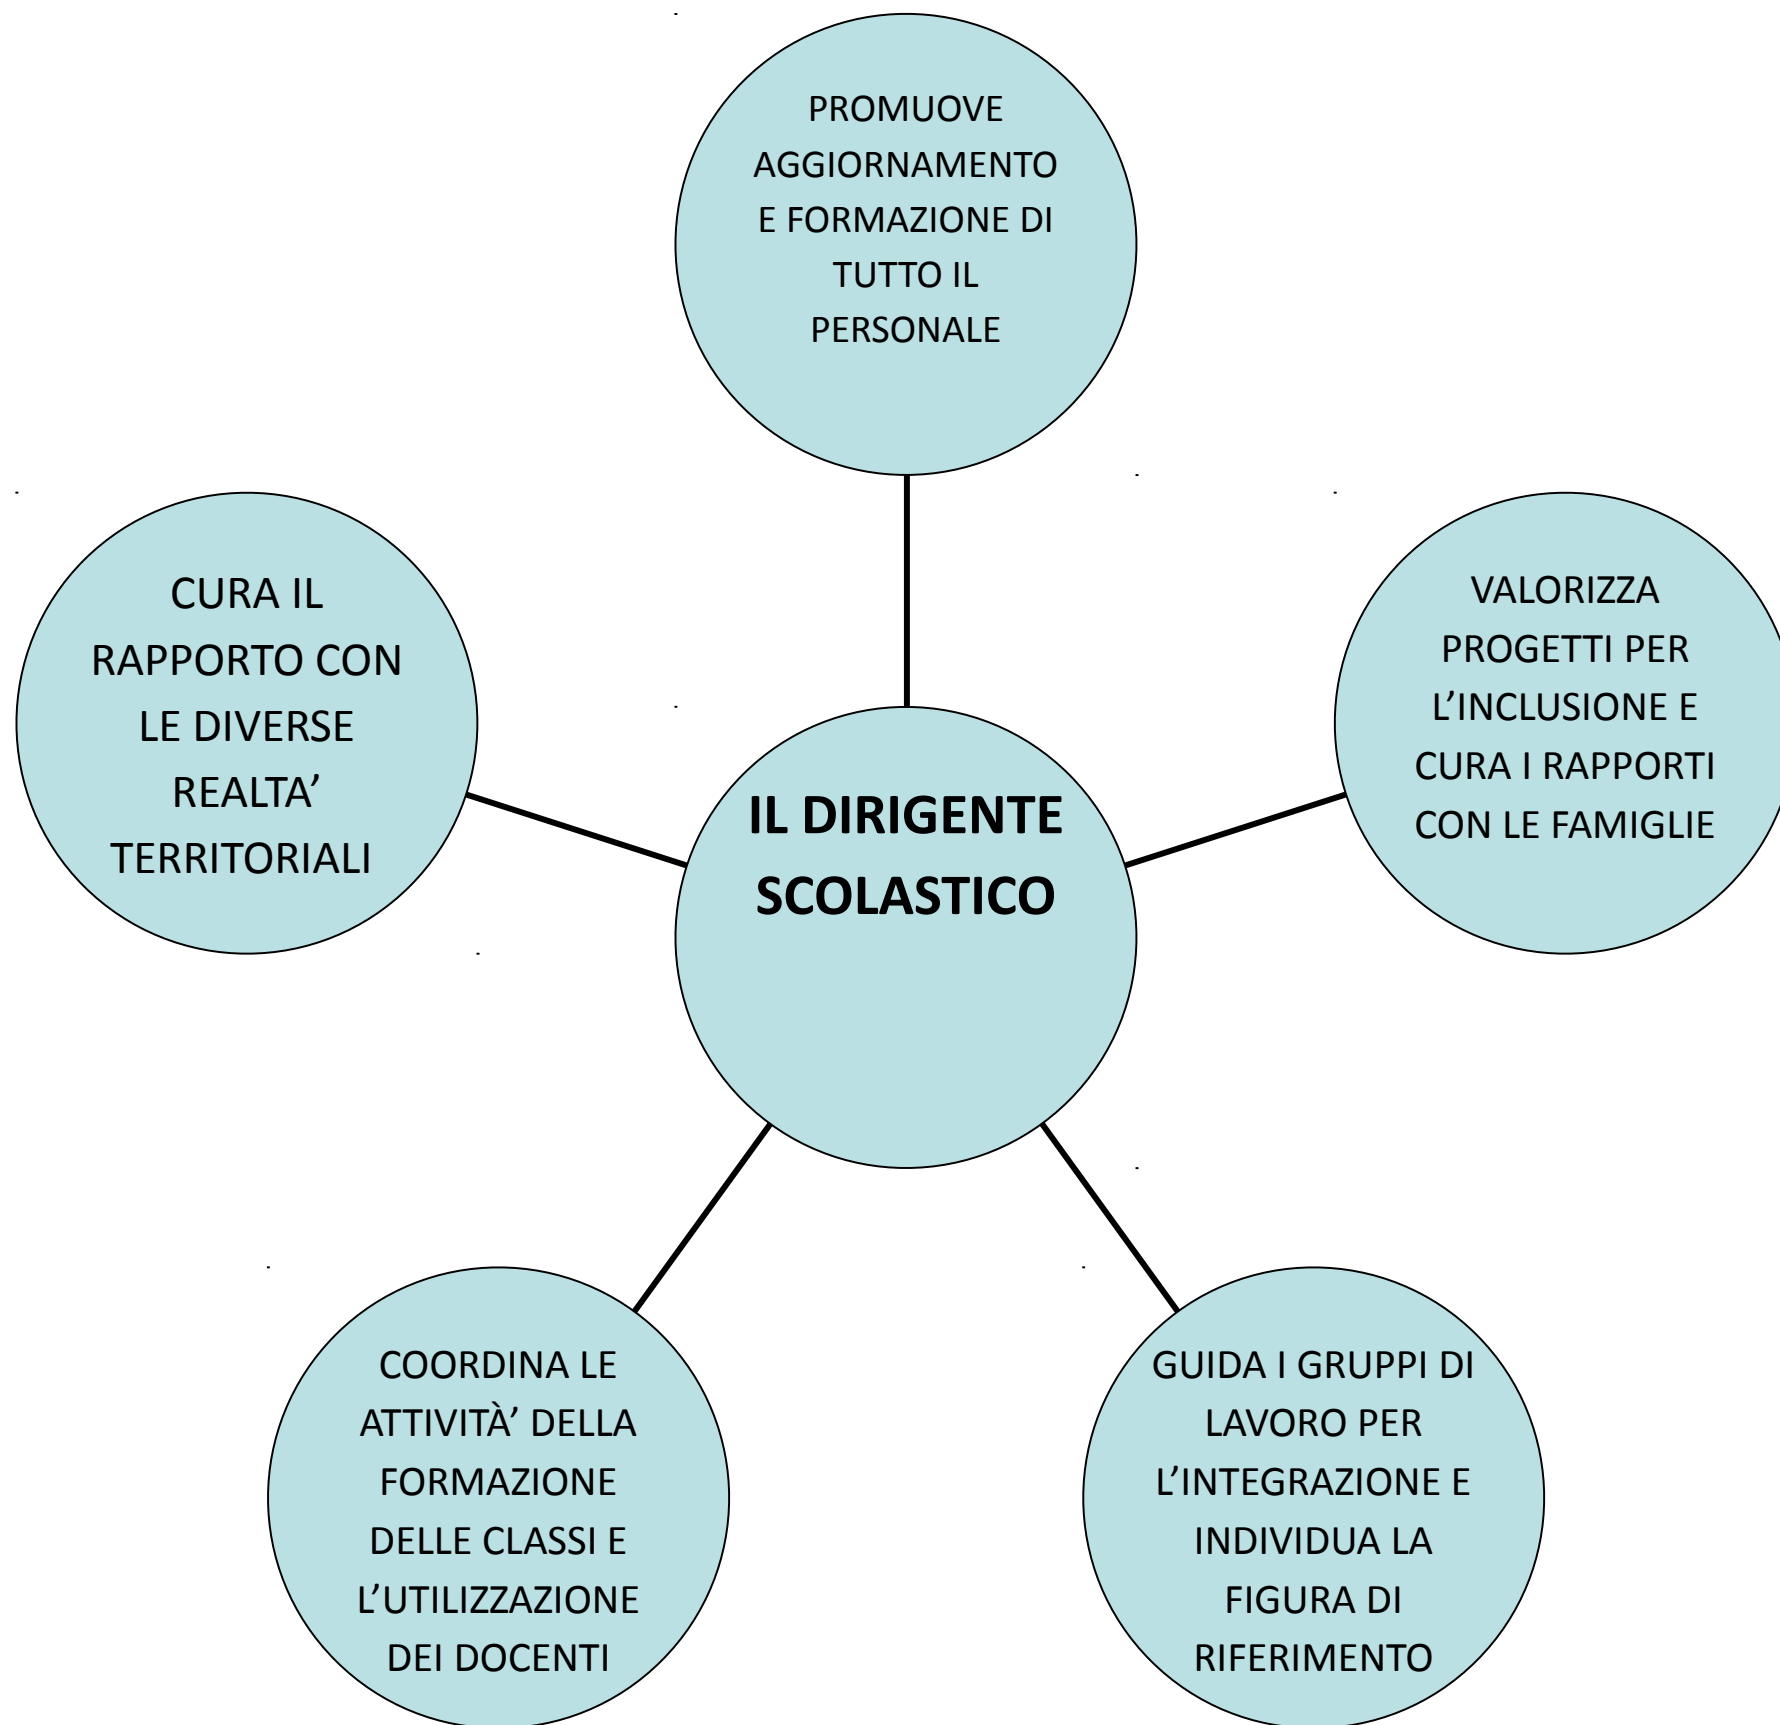 PROMUOVE
AGGIORNAMENTO
E FORMAZIONE DI
TUTTO IL
PERSONALE
CURA IL
RAPPORTO CON
LE DIVERSE
REALTA’
TERRITORIALI
VALORIZZA
PROGETTI PER
L’INCLUSIONE E
CURA I RAPPORTI
CON LE FAMIGLIE
IL DIRIGENTE
SCOLASTICO
COORDINA LE
ATTIVITÀ’ DELLA
FORMAZIONE
DELLE CLASSI E
L’UTILIZZAZIONE
DEI DOCENTI
GUIDA I GRUPPI DI
LAVORO PER
L’INTEGRAZIONE E
INDIVIDUA LA
FIGURA DI
RIFERIMENTO